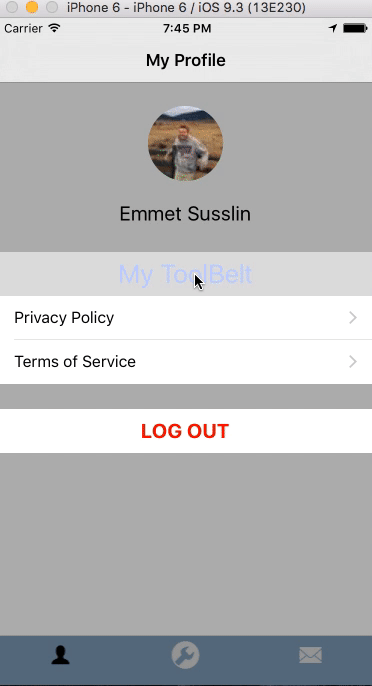 iPhone 6 - iPhone 6 / iOS 9.3 (13E230)
Carrier 7:45 PM
My Profile
Emmet Susslin
My ToolBelt
Privacy Policy
Terms of Service
LOG OUT